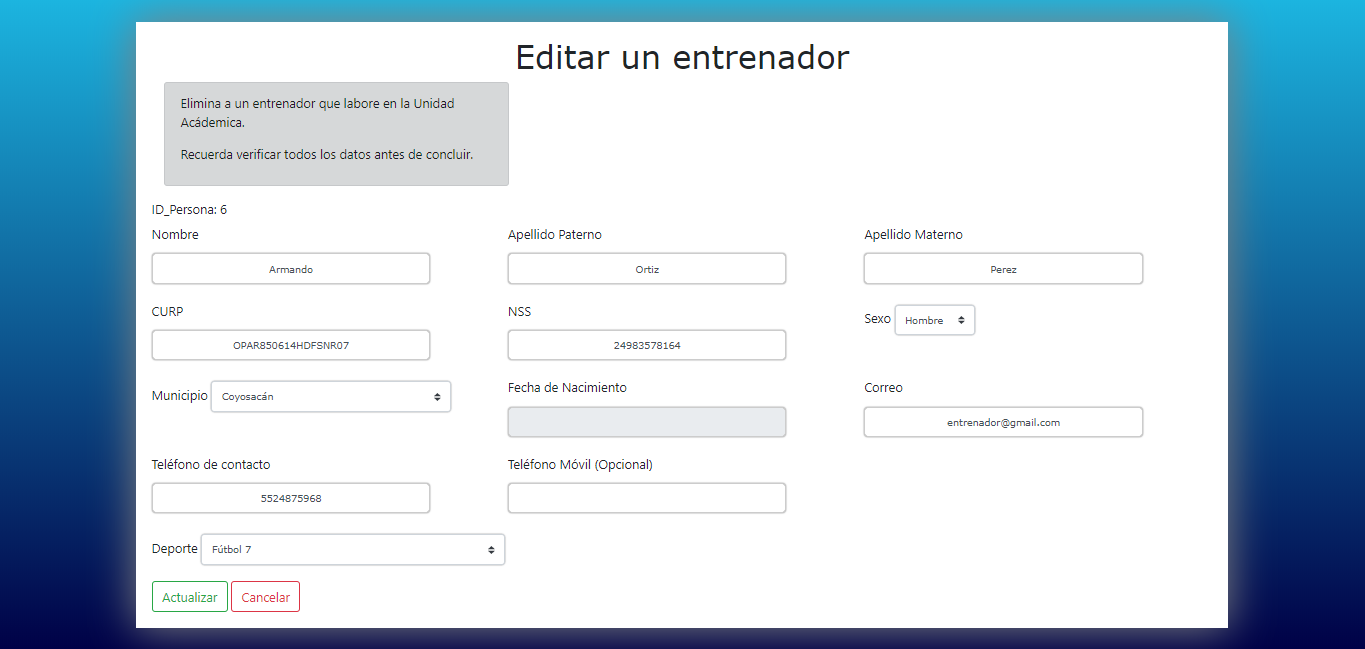 Editar un entrenador
Elimina a un entrenador que labore en la Unidad
Acádemica.
Recuerda verificar todos los datos antes de concluir.
ID_Persona: 6
Nombre
Apellido Paterno
Apellido Materno
Armando
Ortiz
Perez
CURP
NSS
Sexo Hombre
OPAR850614HDFSNR07
24983578164
Municipio Coyosacán
Fecha de Nacimiento
Correo
entrenador@gmail.com
Teléfono de contacto
Teléfono Móvil (Opcional)
5524875968
Deporte Fútbol 7
Actualizar Cancelar